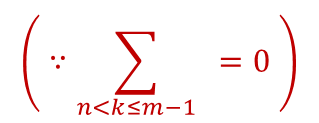 ( ∵ ∑_{n<k≤m−1} = 0 )